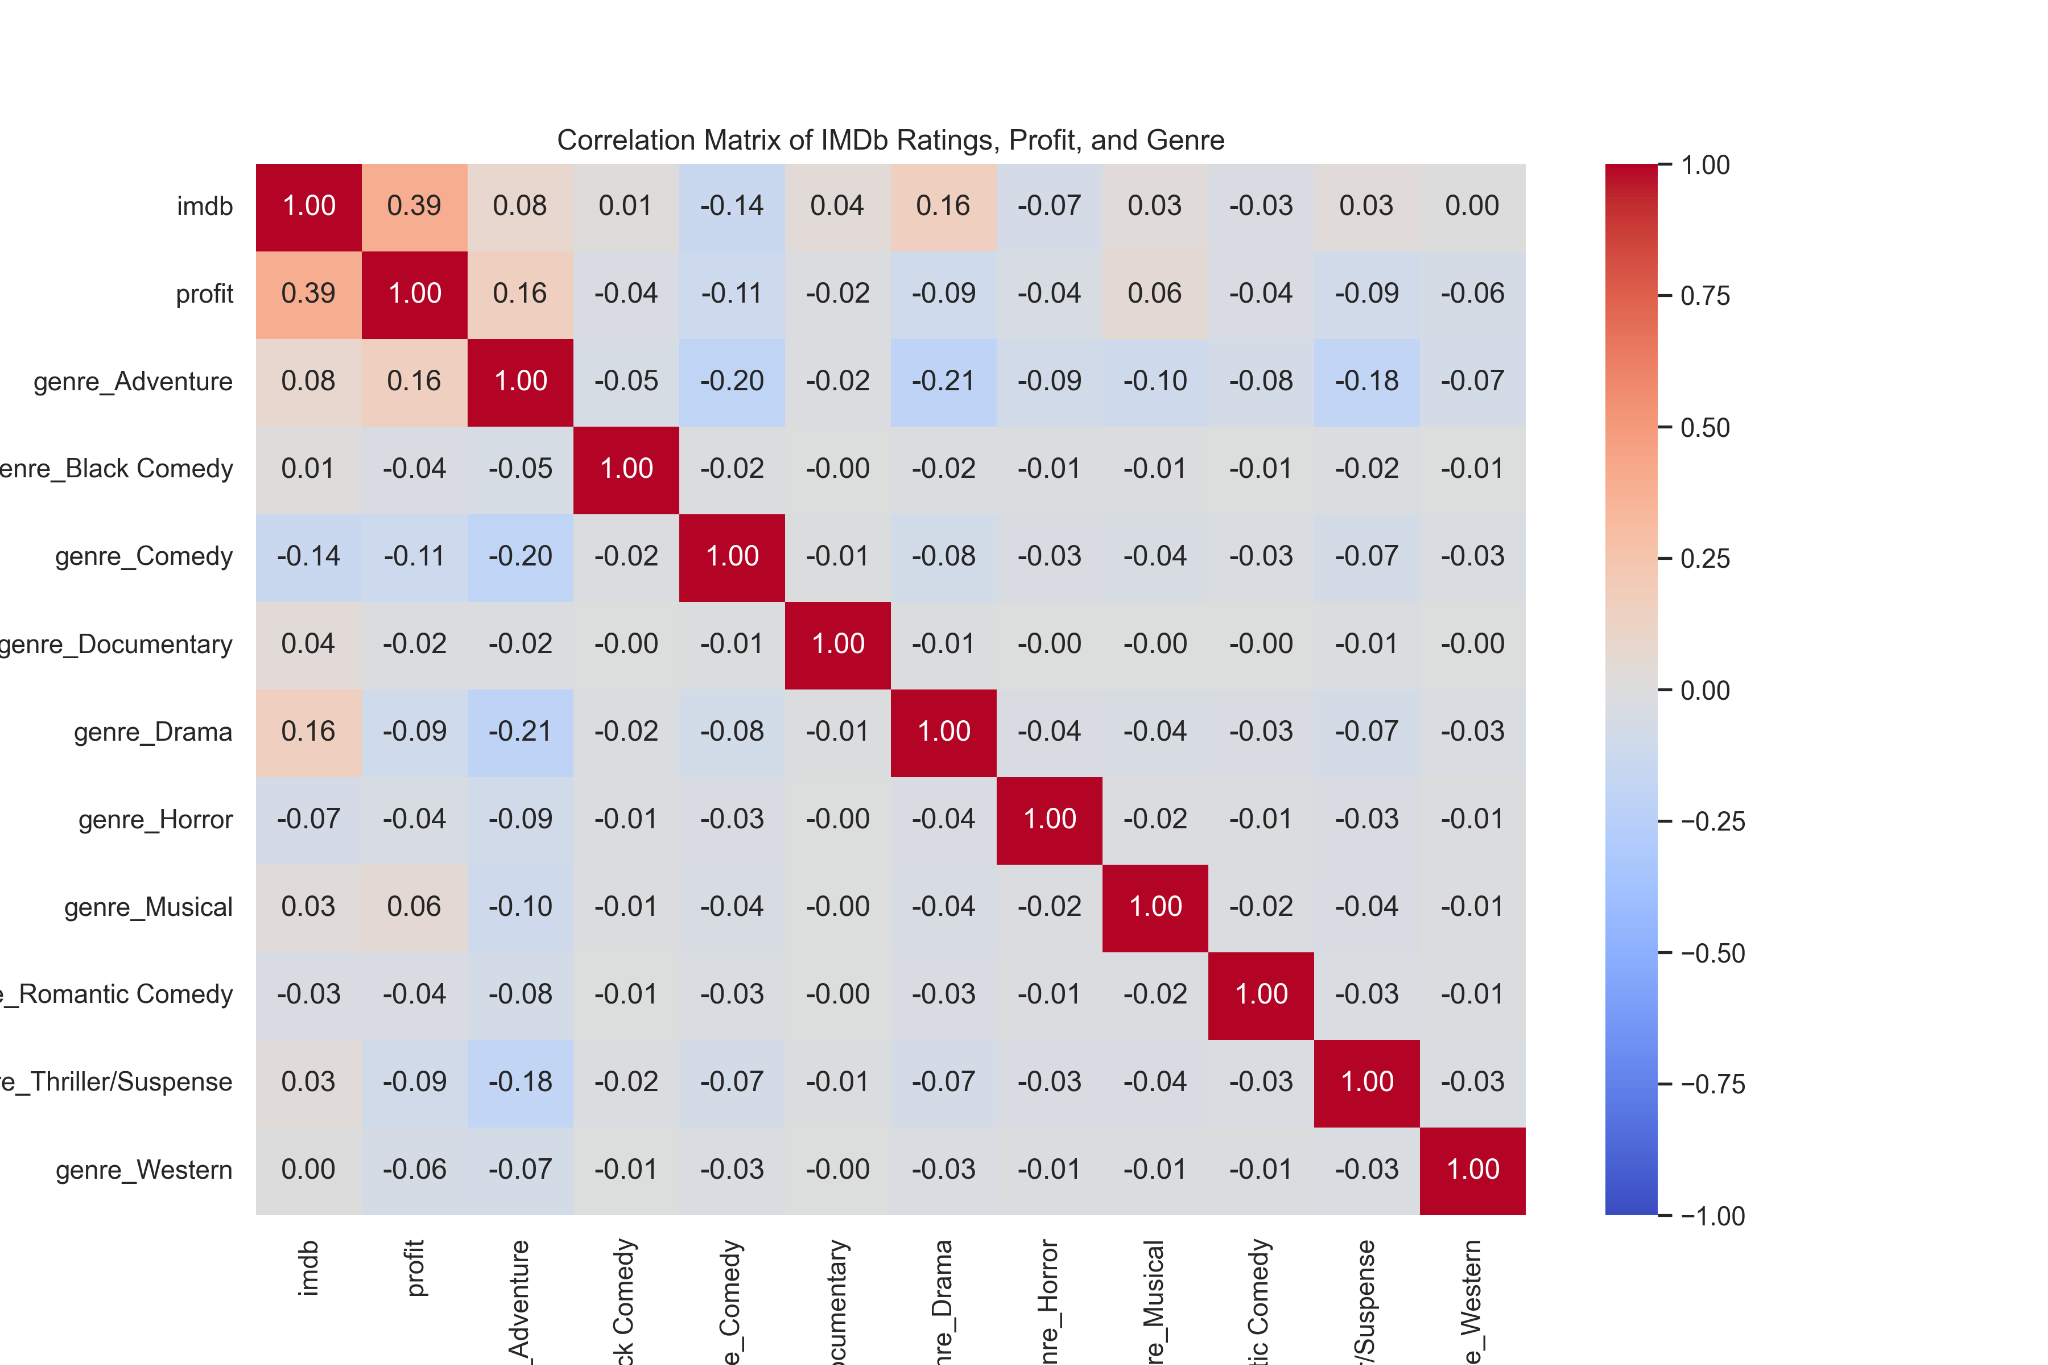 Correlation Matrix of IMDb Ratings, Profit, and Genre
imdb 1.00 0.39 0.08 0.01 -0.14 0.04 0.16 -0.07 0.03 -0.03 0.03 0.00
profit 0.39 1.00 0.16 -0.04 -0.11 -0.02 -0.09 -0.04 0.06 -0.04 -0.09 -0.06
genre_Adventure 0.08 0.16 1.00 -0.05 -0.20 -0.02 -0.21 -0.09 -0.10 -0.08 -0.18 -0.07
enre_Black Comedy 0.01 -0.04 -0.05 1.00 -0.02 -0.00 -0.02 -0.01 -0.01 -0.01 -0.02 -0.01
genre_Comedy -0.14 -0.11 -0.20 -0.02 1.00 -0.01 -0.08 -0.03 -0.04 -0.03 -0.07 -0.03
genre_Documentary 0.04 -0.02 -0.02 -0.00 -0.01 1.00 -0.01 -0.00 -0.00 -0.00 -0.01 -0.00
genre_Drama 0.16 -0.09 -0.21 -0.02 -0.08 -0.01 1.00 -0.04 -0.04 -0.03 -0.07 -0.03
genre_Horror -0.07 -0.04 -0.09 -0.01 -0.03 -0.00 -0.04 1.00 -0.02 -0.01 -0.03 -0.01
genre_Musical 0.03 0.06 -0.10 -0.01 -0.04 -0.00 -0.04 -0.02 1.00 -0.02 -0.04 -0.01
e_Romantic Comedy -0.03 -0.04 -0.08 -0.01 -0.03 -0.00 -0.03 -0.01 -0.02 1.00 -0.03 -0.01
re_Thriller/Suspense 0.03 -0.09 -0.18 -0.02 -0.07 -0.01 -0.07 -0.03 -0.04 -0.03 1.00 -0.03
genre_Western 0.00 -0.06 -0.07 -0.01 -0.03 -0.00 -0.03 -0.01 -0.01 -0.01 -0.03 1.00
imdb
profit
_Adventure
ck Comedy
e_Comedy
ocumentary
nre_Drama
nre_Horror
re_Musical
tic Comedy
r/Suspense
e_Western
1.00
0.75
0.50
0.25
0.00
−0.25
−0.50
−0.75
−1.00